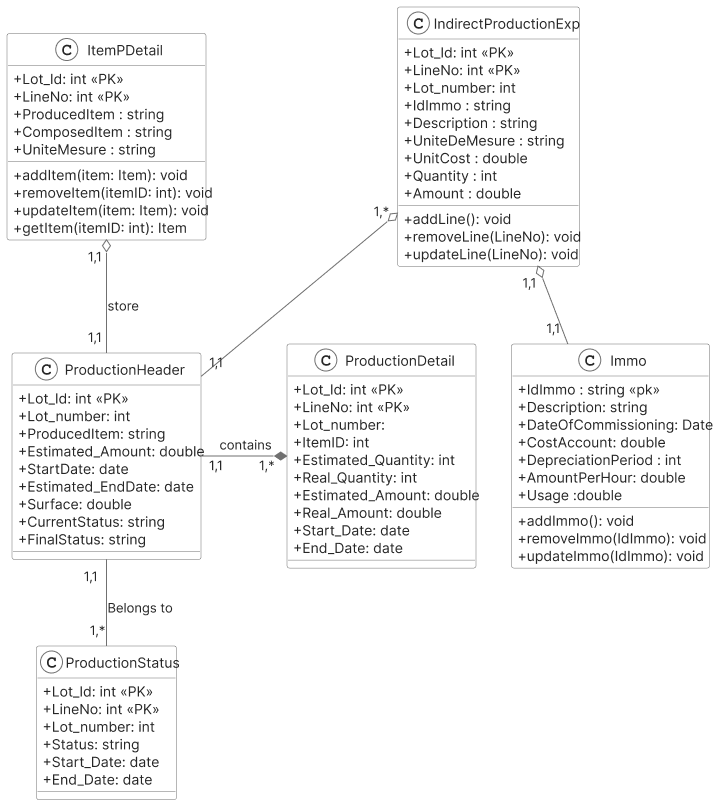 C ItemPDetail
+Lot_Id: int «PK»
+LineNo: int «PK»
+ProducedItem : string
+ComposedItem : string
+UniteMesure : string
+addItem(item: Item): void
+removeItem(itemID: int): void
+updateItem(item: Item): void
+getItem(itemID: int): Item
C IndirectProductionExp
+Lot_Id: int «PK»
+LineNo: int «PK»
+Lot_number: int
+IdImmo : string
+Description : string
+UniteDeMesure : string
+UnitCost : double
+Quantity : int
+Amount : double
+addLine(): void
+removeLine(LineNo): void
+updateLine(LineNo): void
1,*
1,1
store
1,1
1,1
1,1
1,1
C ProductionHeader
+Lot_Id: int «PK»
+Lot_number: int
+ProducedItem: string
+Estimated_Amount: double
+StartDate: date
+Estimated_EndDate: date
+Surface: double
+CurrentStatus: string
+FinalStatus: string
contains
1,1
1,*
C ProductionDetail
+Lot_Id: int «PK»
+LineNo: int «PK»
+Lot_number:
+ItemID: int
+Estimated_Quantity: int
+Real_Quantity: int
+Estimated_Amount: double
+Real_Amount: double
+Start_Date: date
+End_Date: date
C Immo
+IdImmo : string «pk»
+Description: string
+DateOfCommissioning: Date
+CostAccount: double
+DepreciationPeriod : int
+AmountPerHour: double
+Usage :double
+addImmo(): void
+removeImmo(IdImmo): void
+updateImmo(IdImmo): void
1,1
Belongs to
1,*
C ProductionStatus
+Lot_Id: int «PK»
+LineNo: int «PK»
+Lot_number: int
+Status: string
+Start_Date: date
+End_Date: date